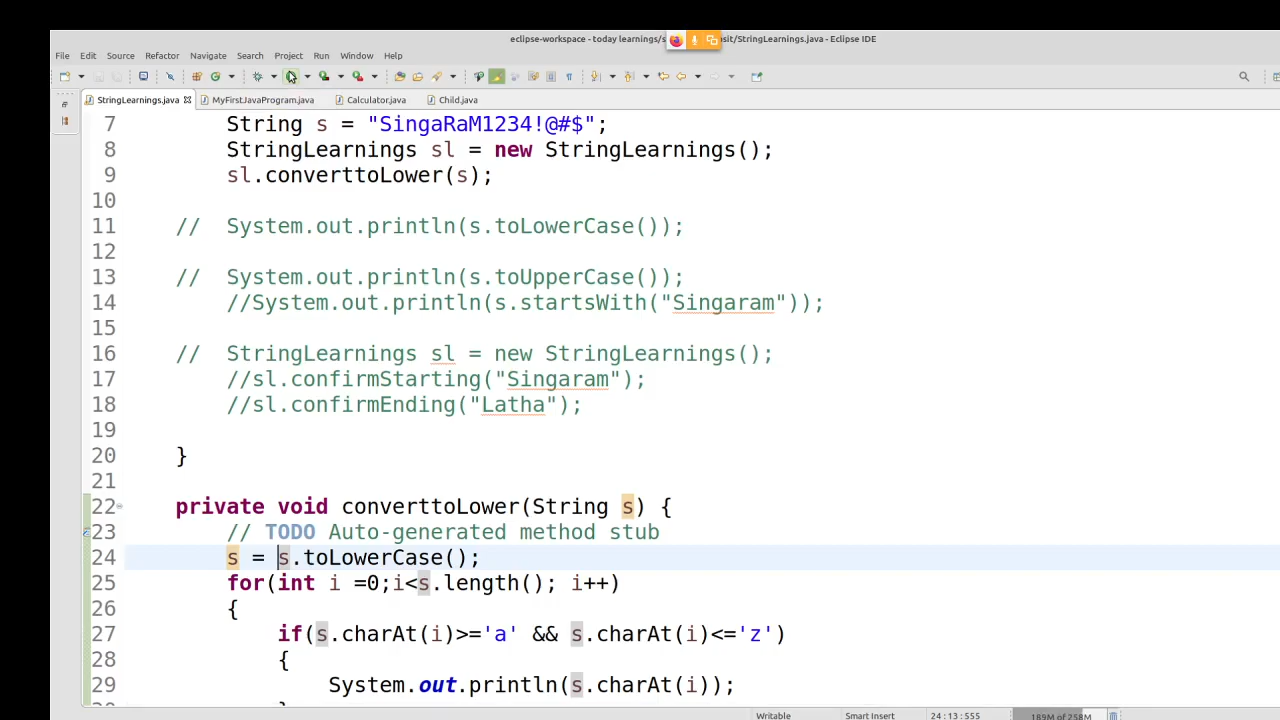 eclipse-workspace - today learnings/s sit/StringLearnings.java - Eclipse IDE
File Edit Source Refactor Navigate Search Project Run Window Help
StringLearnings.java MyFirstJavaProgram.java Calculator.java Child.java
7 String s = "SingaRaM1234!@#$";
8 StringLearnings sl = new StringLearnings();
9 sl.converttoLower(s);
10
11 // System.out.println(s.toLowerCase());
12
13 // System.out.println(s.toUpperCase());
14 //System.out.println(s.startsWith("Singaram"));
15
16 // StringLearnings sl = new StringLearnings();
17 //sl.confirmStarting("Singaram");
18 //sl.confirmEnding("Latha");
19
20 }
21
22 private void converttoLower(String s) {
23 // TODO Auto-generated method stub
24 s = s.toLowerCase();
25 for(int i =0;i<s.length(); i++)
26 {
27 if(s.charAt(i)>='a' && s.charAt(i)<='z')
28 {
29 System.out.println(s.charAt(i));
Writable Smart Insert 24:13:555 189M of 258M